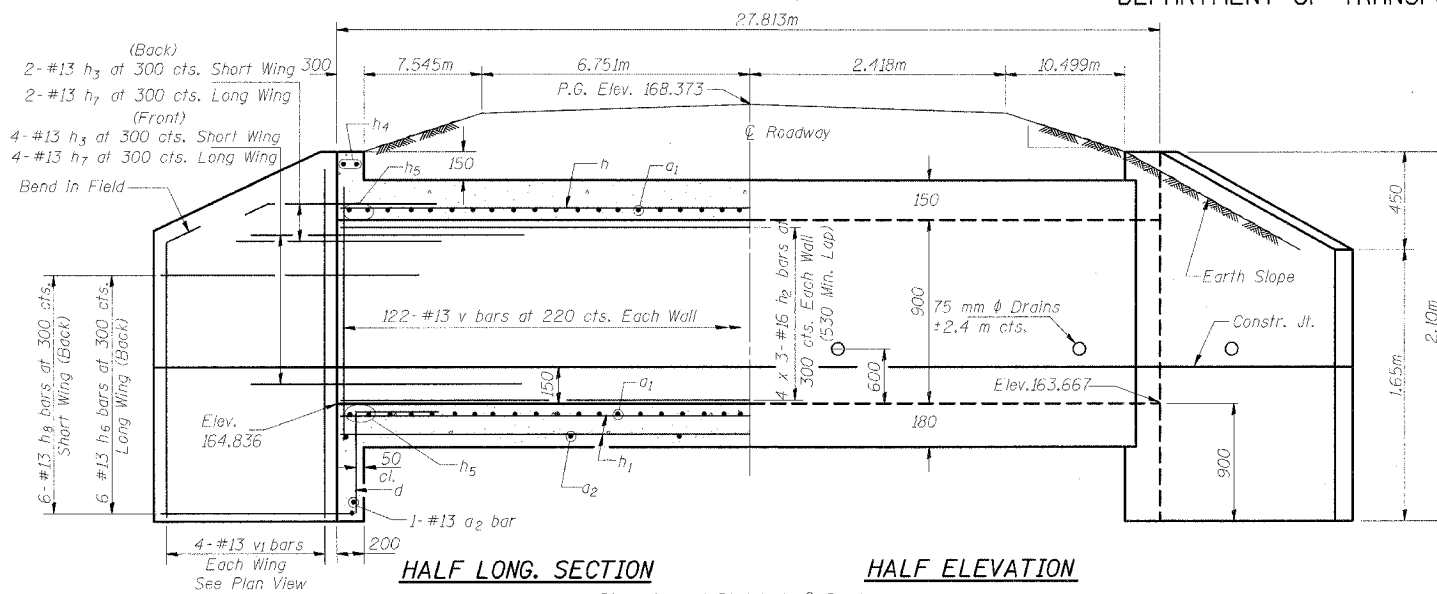 27.813m
(Back)
2-#13 h3 at 300 cts. Short Wing
300
7.545m
6.751m
2.418m
10.499m
2-#13 h7 at 300 cts. Long Wing
P.G. Elev. 168.373
(Front)
4-#13 h3 at 300 cts. Short Wing
4-#13 h7 at 300 cts. Long Wing
h4
℄ Roadway
150
Bend in Field
h5
h
a1
150
450
Earth Slope
6-#13 h8 bars at 300 cts.
Short Wing (Back)
6 #13 h6 bars at 300 cts.
Long Wing (Back)
122-#13 v bars at 220 cts. Each Wall
4 x 3-#16 h2 bars at
300 cts. Each Wall
(530 Min. Lap)
900
75 mm ϕ Drains
±2.4 m cts.
Constr. Jt.
2.10m
1.65m
150
600
a1
Elev. 163.667
Elev.
164.836
180
50
cl.
h5
h1
a2
d
900
1-#13 a2 bar
4-#13 v1 bars
Each Wing
See Plan View
200
HALF LONG. SECTION
HALF ELEVATION